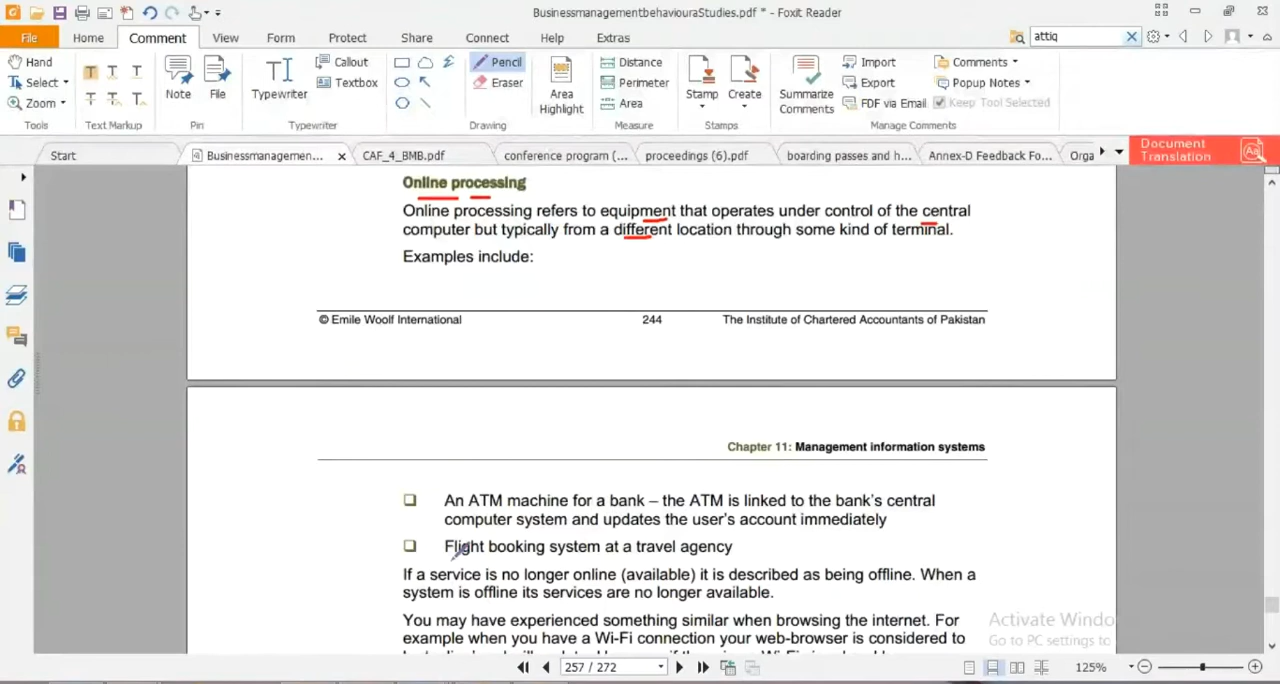 BusinessmanagementbehaviouraStudies.pdf * - Foxit Reader
File Home Comment View Form Protect Share Connect Help Extras attiq
Hand Callout Pencil Distance Import Comments
Select Note File Typewriter Textbox Eraser Area Highlight Perimeter Stamp Create Summarize Comments Export Popup Notes
Zoom Area FDF via Email Keep Tool Selected
Tools Text Markup Pin Typewriter Drawing Measure Stamps Manage Comments
Start Businessmanagemen... CAF_4_BMB.pdf conference program (... proceedings (6).pdf boarding passes and h... Annex-D Feedback Fo... Orga Document Translation
Online processing
Online processing refers to equipment that operates under control of the central
computer but typically from a different location through some kind of terminal.
Examples include:
© Emile Woolf International 244 The Institute of Chartered Accountants of Pakistan
Chapter 11: Management information systems
An ATM machine for a bank – the ATM is linked to the bank's central
computer system and updates the user's account immediately
Flight booking system at a travel agency
If a service is no longer online (available) it is described as being offline. When a
system is offline its services are no longer available.
You may have experienced something similar when browsing the internet. For
example when you have a Wi-Fi connection your web-browser is considered to
Activate Windo
Go to PC settings to
257 / 272 125%